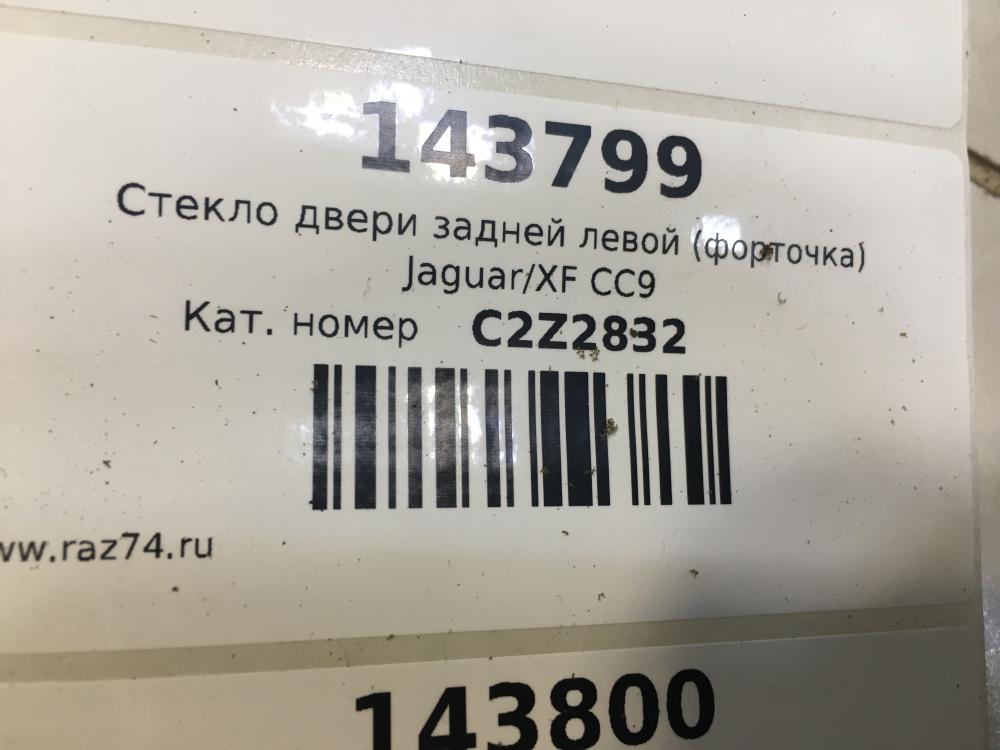 143799
Стекло двери задней левой (форточка)
Jaguar/XF CC9
Кат. номер C2Z2832
ww.raz74.ru
143800